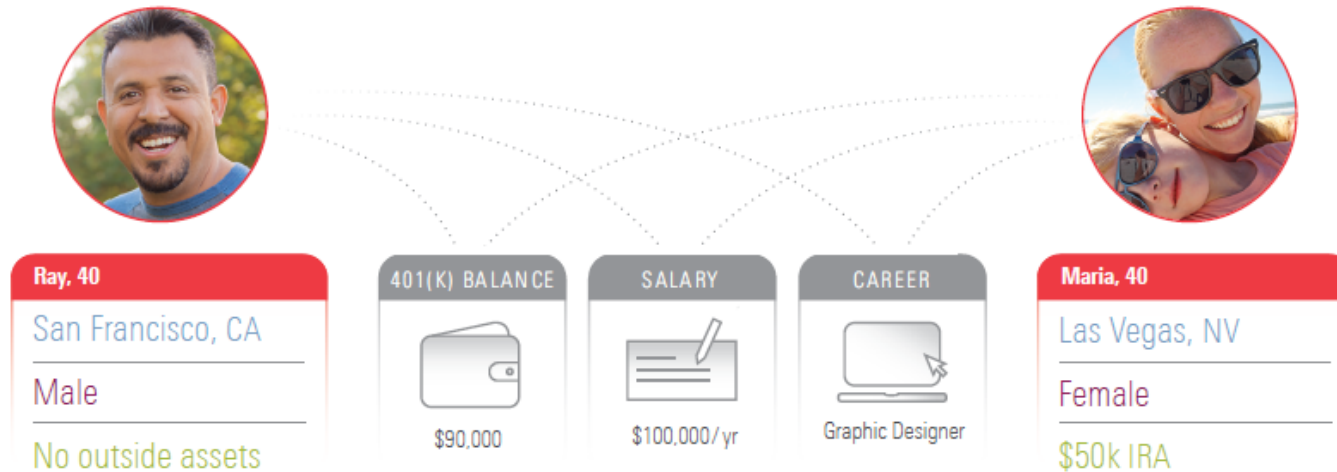 Ray, 40
San Francisco, CA
Male
No outside assets
401(K) BALANCE
$90,000
SALARY
$100,000/yr
CAREER
Graphic Designer
Maria, 40
Las Vegas, NV
Female
$50k IRA